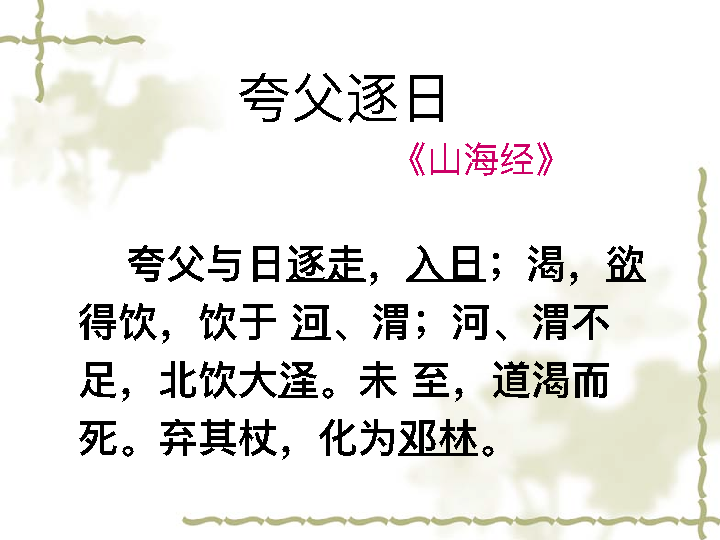 夸父逐日
《山海经》
夸父与日逐走，入日；渴，欲
得饮，饮于 河、渭；河、渭不
足，北饮大泽。未 至，道渴而
死。弃其杖，化为邓林。